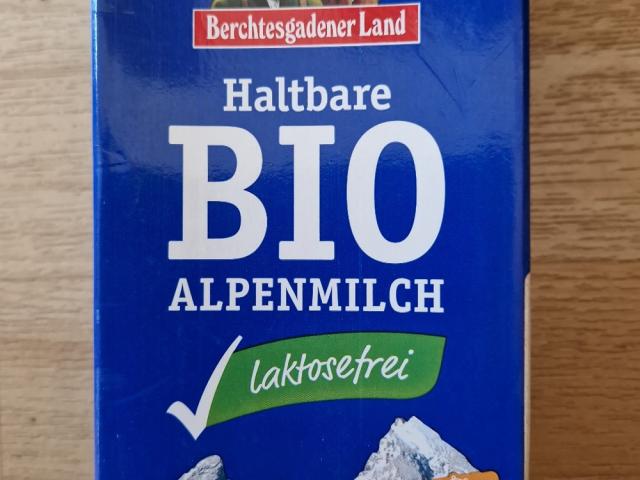 Berchtesgadener Land
Haltbare
BIO
ALPENMILCH
laktosefrei